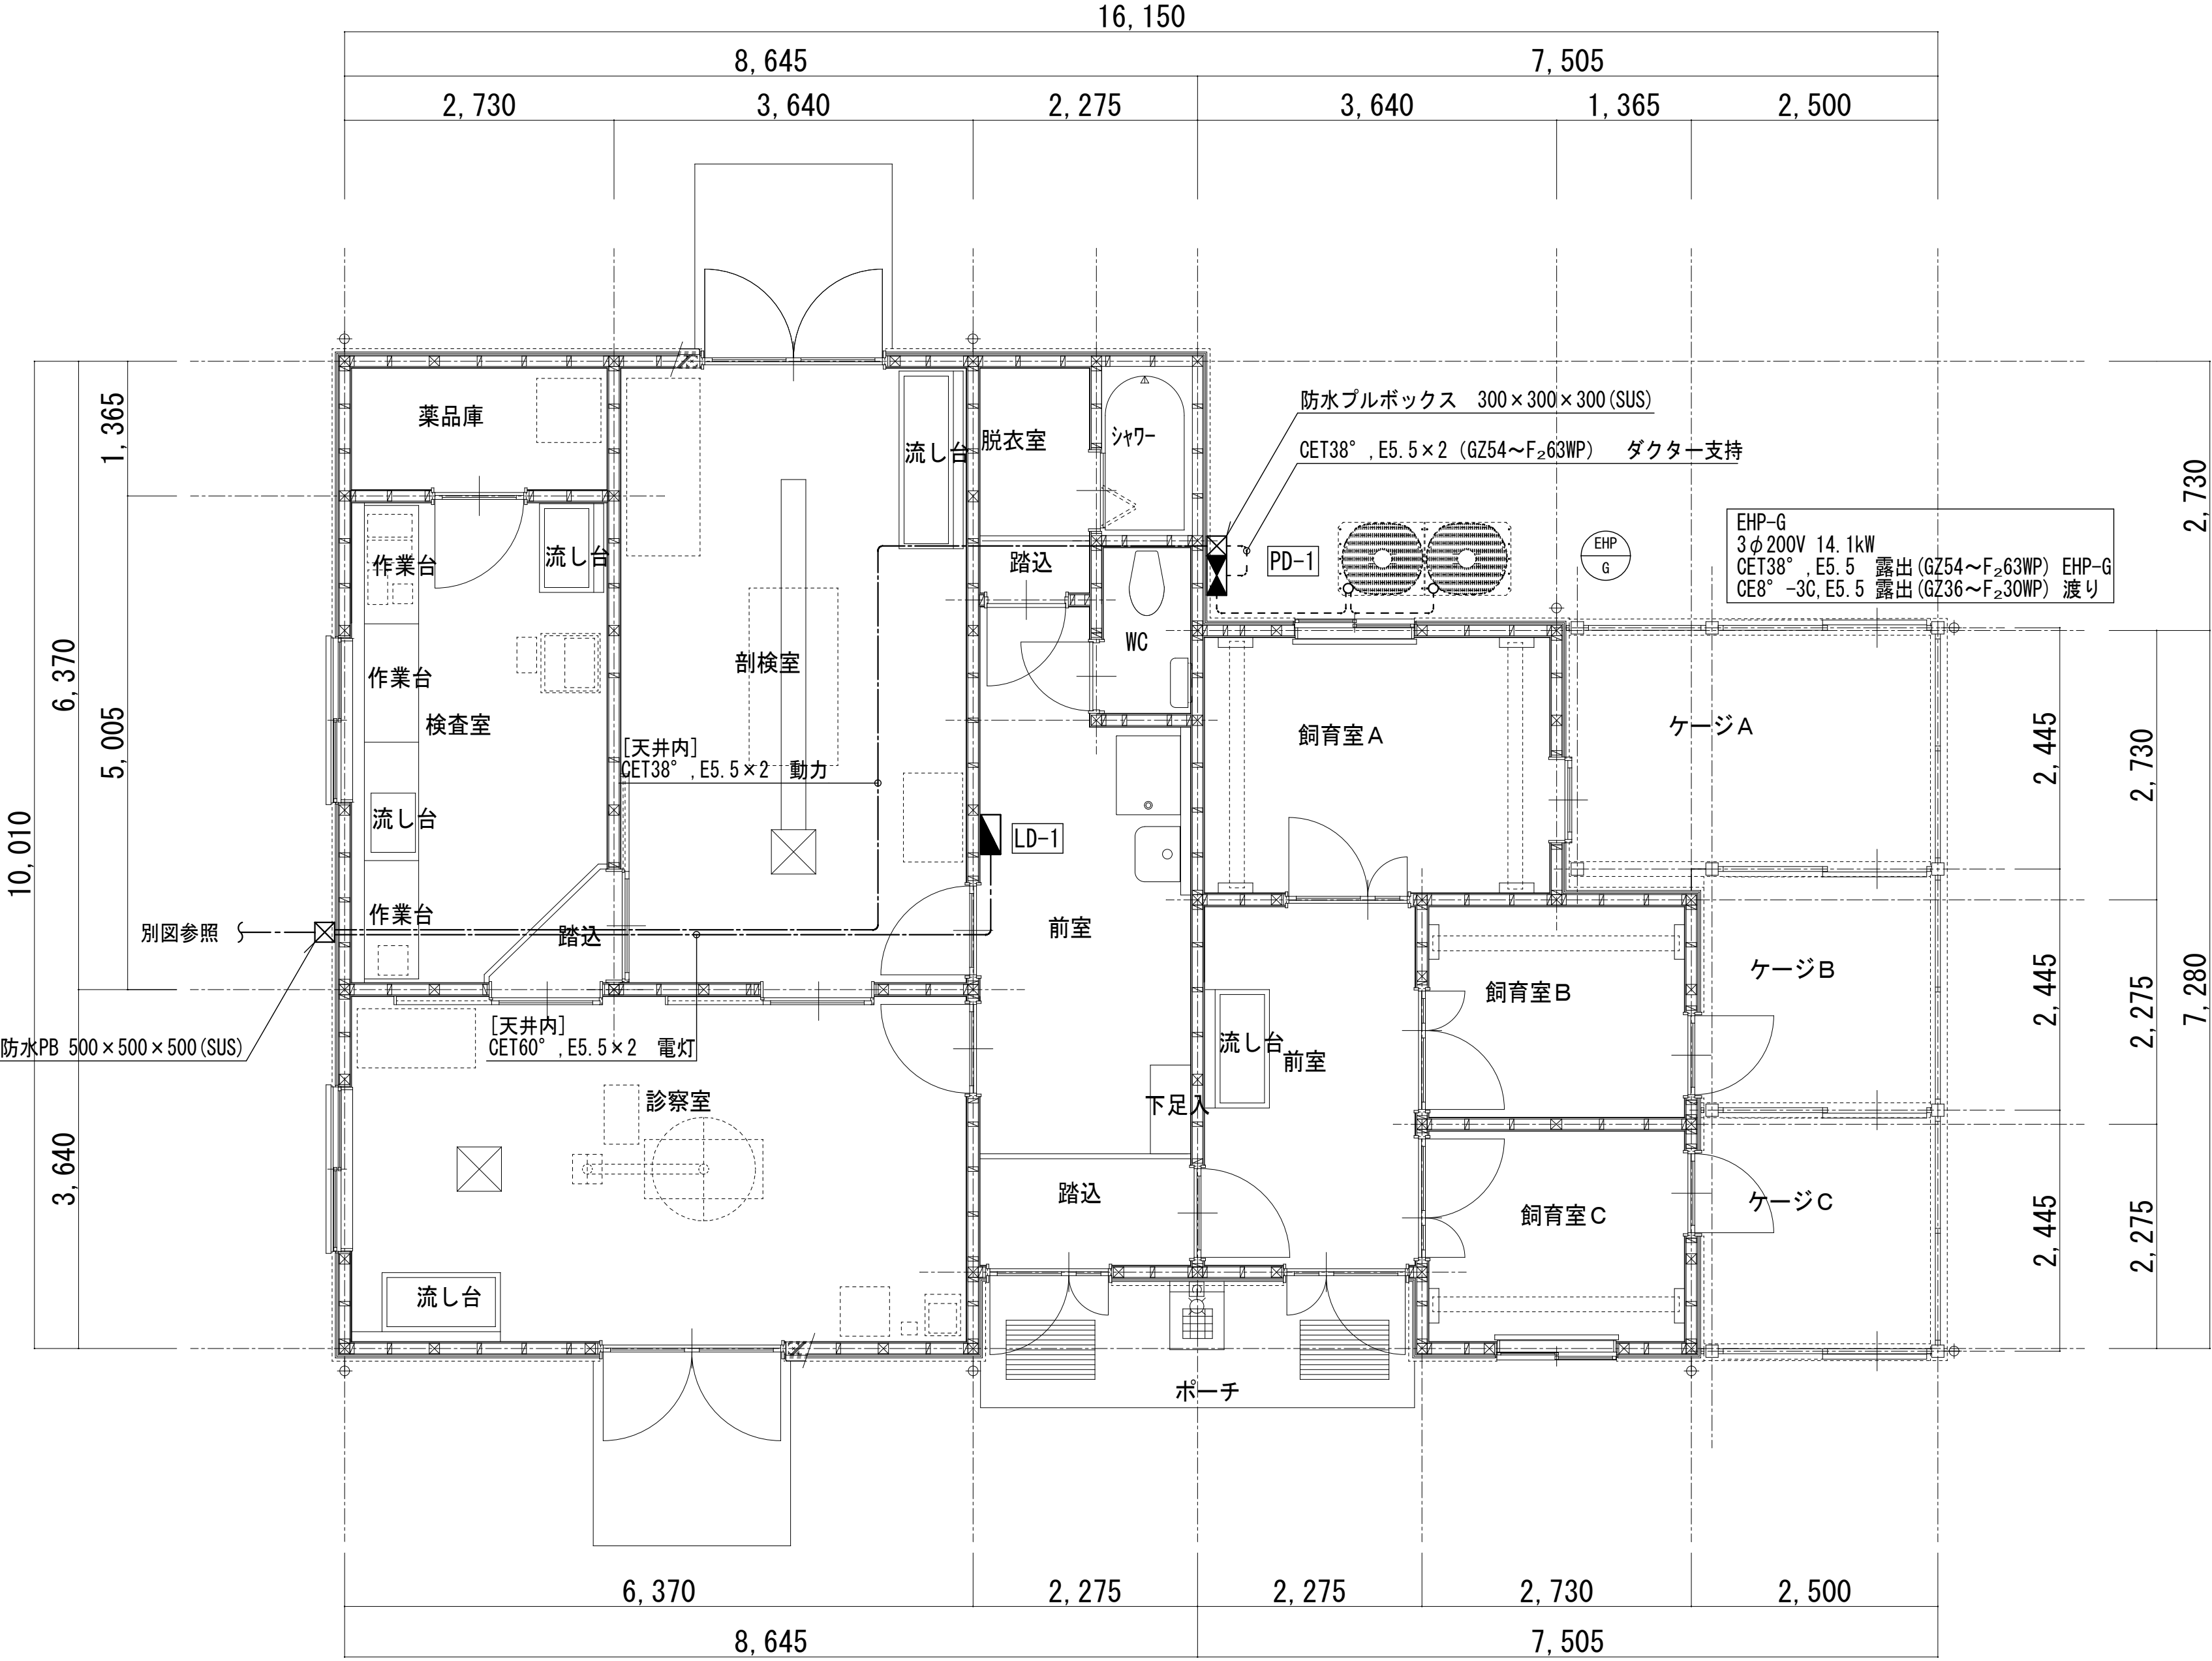 16,150
8,645
7,505
2,730
3,640
2,275
3,640
1,365
2,500
薬品庫
流し台
脱衣室
シャワー
防水プルボックス 300×300×300(SUS)
CET38°,E5.5×2 (GZ54～F₂63WP) ダクター支持
作業台
流し台
踏込
PD-1
EHP
G
EHP-G
3φ200V 14.1kW
CET38°,E5.5 露出(GZ54～F₂63WP) EHP-G
CE8°-3C,E5.5 露出(GZ36～F₂30WP) 渡り
作業台
検査室
剖検室
WC
飼育室A
ケージA
[天井内]
CET38°,E5.5×2 動力
流し台
LD-1
作業台
踏込
前室
別図参照
防水PB 500×500×500(SUS)
[天井内]
CET60°,E5.5×2 電灯
流し台
前室
飼育室B
ケージB
診察室
下足入
踏込
飼育室C
ケージC
流し台
ポーチ
1,365
5,005
6,370
3,640
10,010
2,445
2,445
2,445
2,730
2,275
2,275
2,730
7,280
6,370
2,275
2,275
2,730
2,500
8,645
7,505